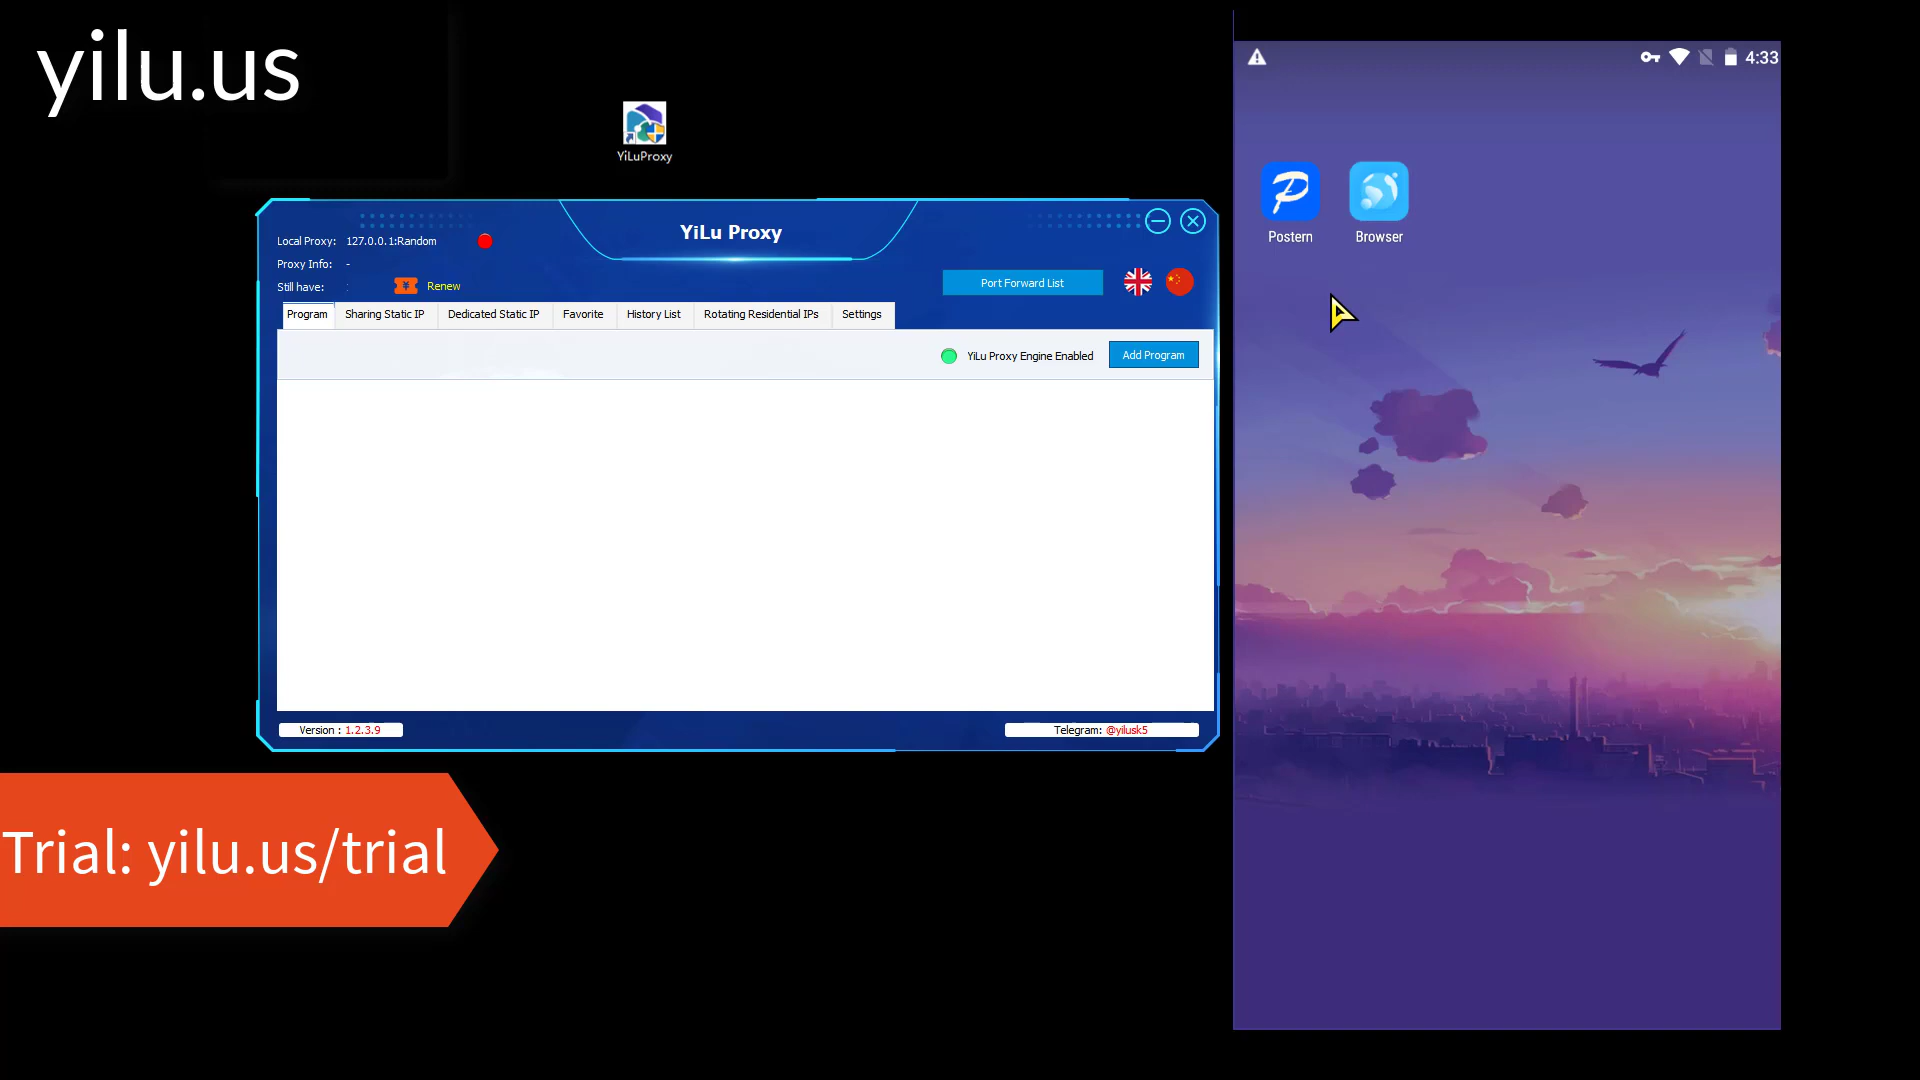 yilu.us
4:33
YiLuProxy
Postern
Browser
YiLu Proxy
Local Proxy: 127.0.0.1:Random
Proxy Info: -
Still have:
Renew
Port Forward List
Program
Sharing Static IP
Dedicated Static IP
Favorite
History List
Rotating Residential IPs
Settings
YiLu Proxy Engine Enabled
Add Program
Version : 1.2.3.9
Telegram: @yilusk5
Trial: yilu.us/trial